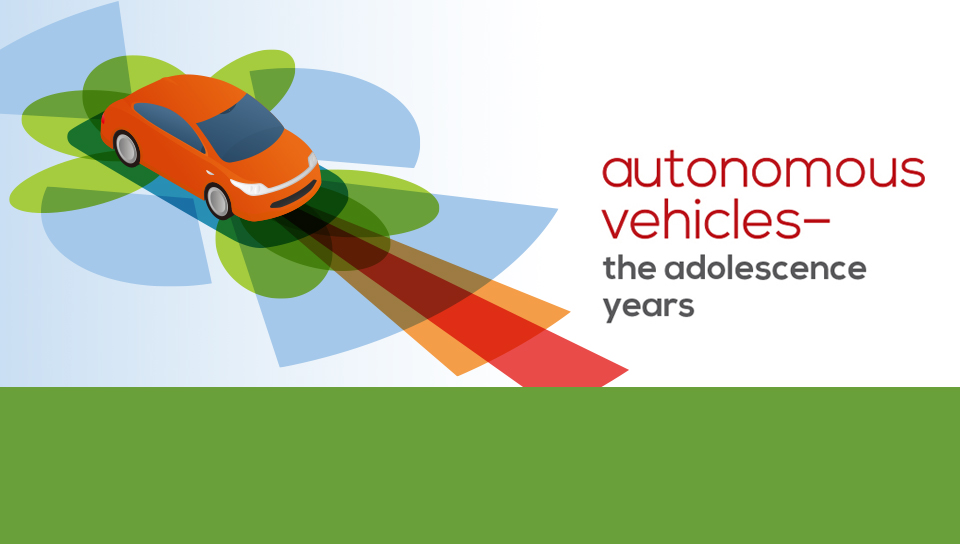 autonomous
vehicles–
the adolescence
years